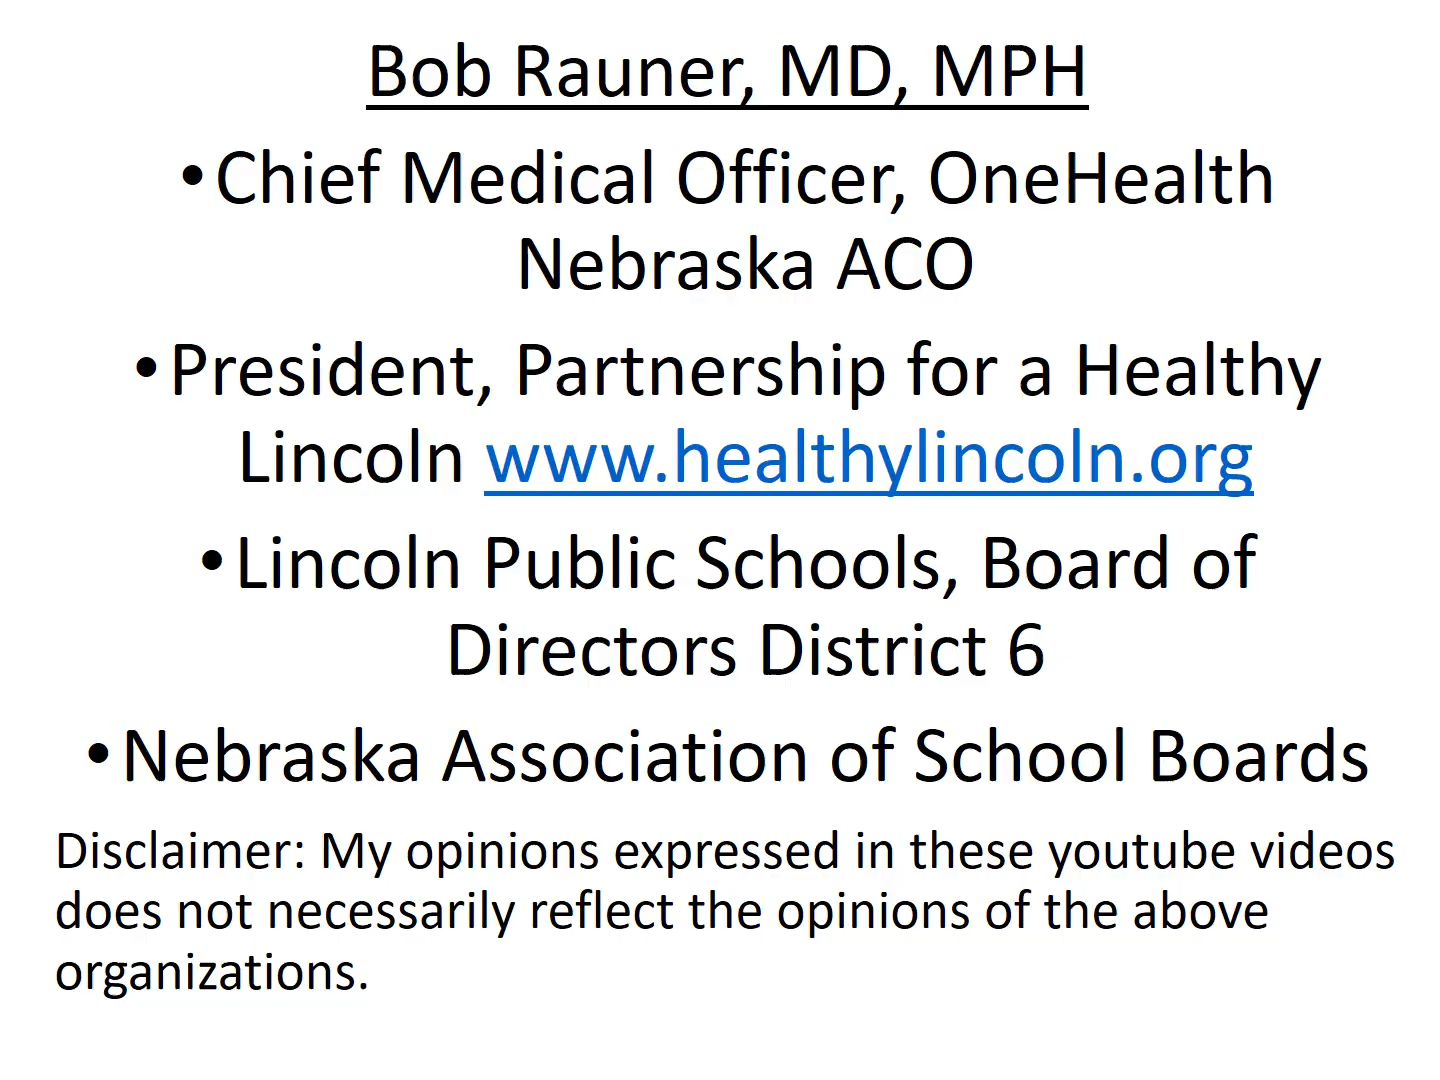 Bob Rauner, MD, MPH
•Chief Medical Officer, OneHealth
Nebraska ACO
•President, Partnership for a Healthy
Lincoln www.healthylincoln.org
•Lincoln Public Schools, Board of
Directors District 6
•Nebraska Association of School Boards
Disclaimer: My opinions expressed in these youtube videos
does not necessarily reflect the opinions of the above
organizations.